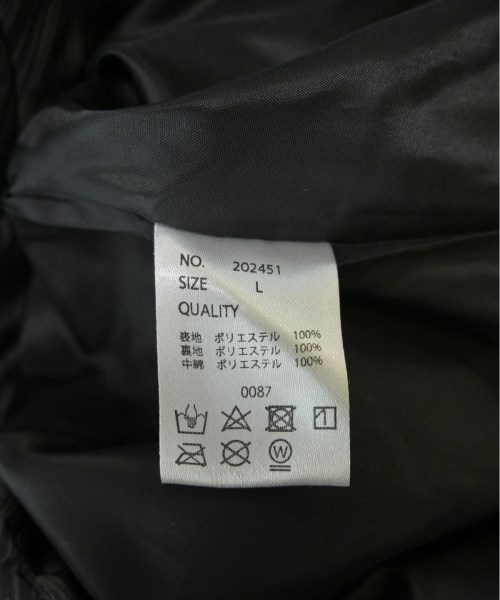 NO. 202451
SIZE L
QUALITY
表地 ポリエステル 100%
裏地 ポリエステル 100%
中綿 ポリエステル 100%
0087
W